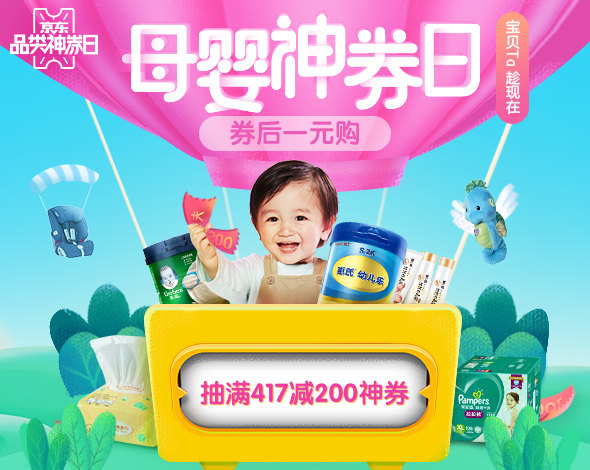 京东
品类神券日
母婴神券日
宝贝Ta 趁现在
券后一元购
200
Gerber
惠氏 幼儿乐
抽满417减200神券
Pampers
XL